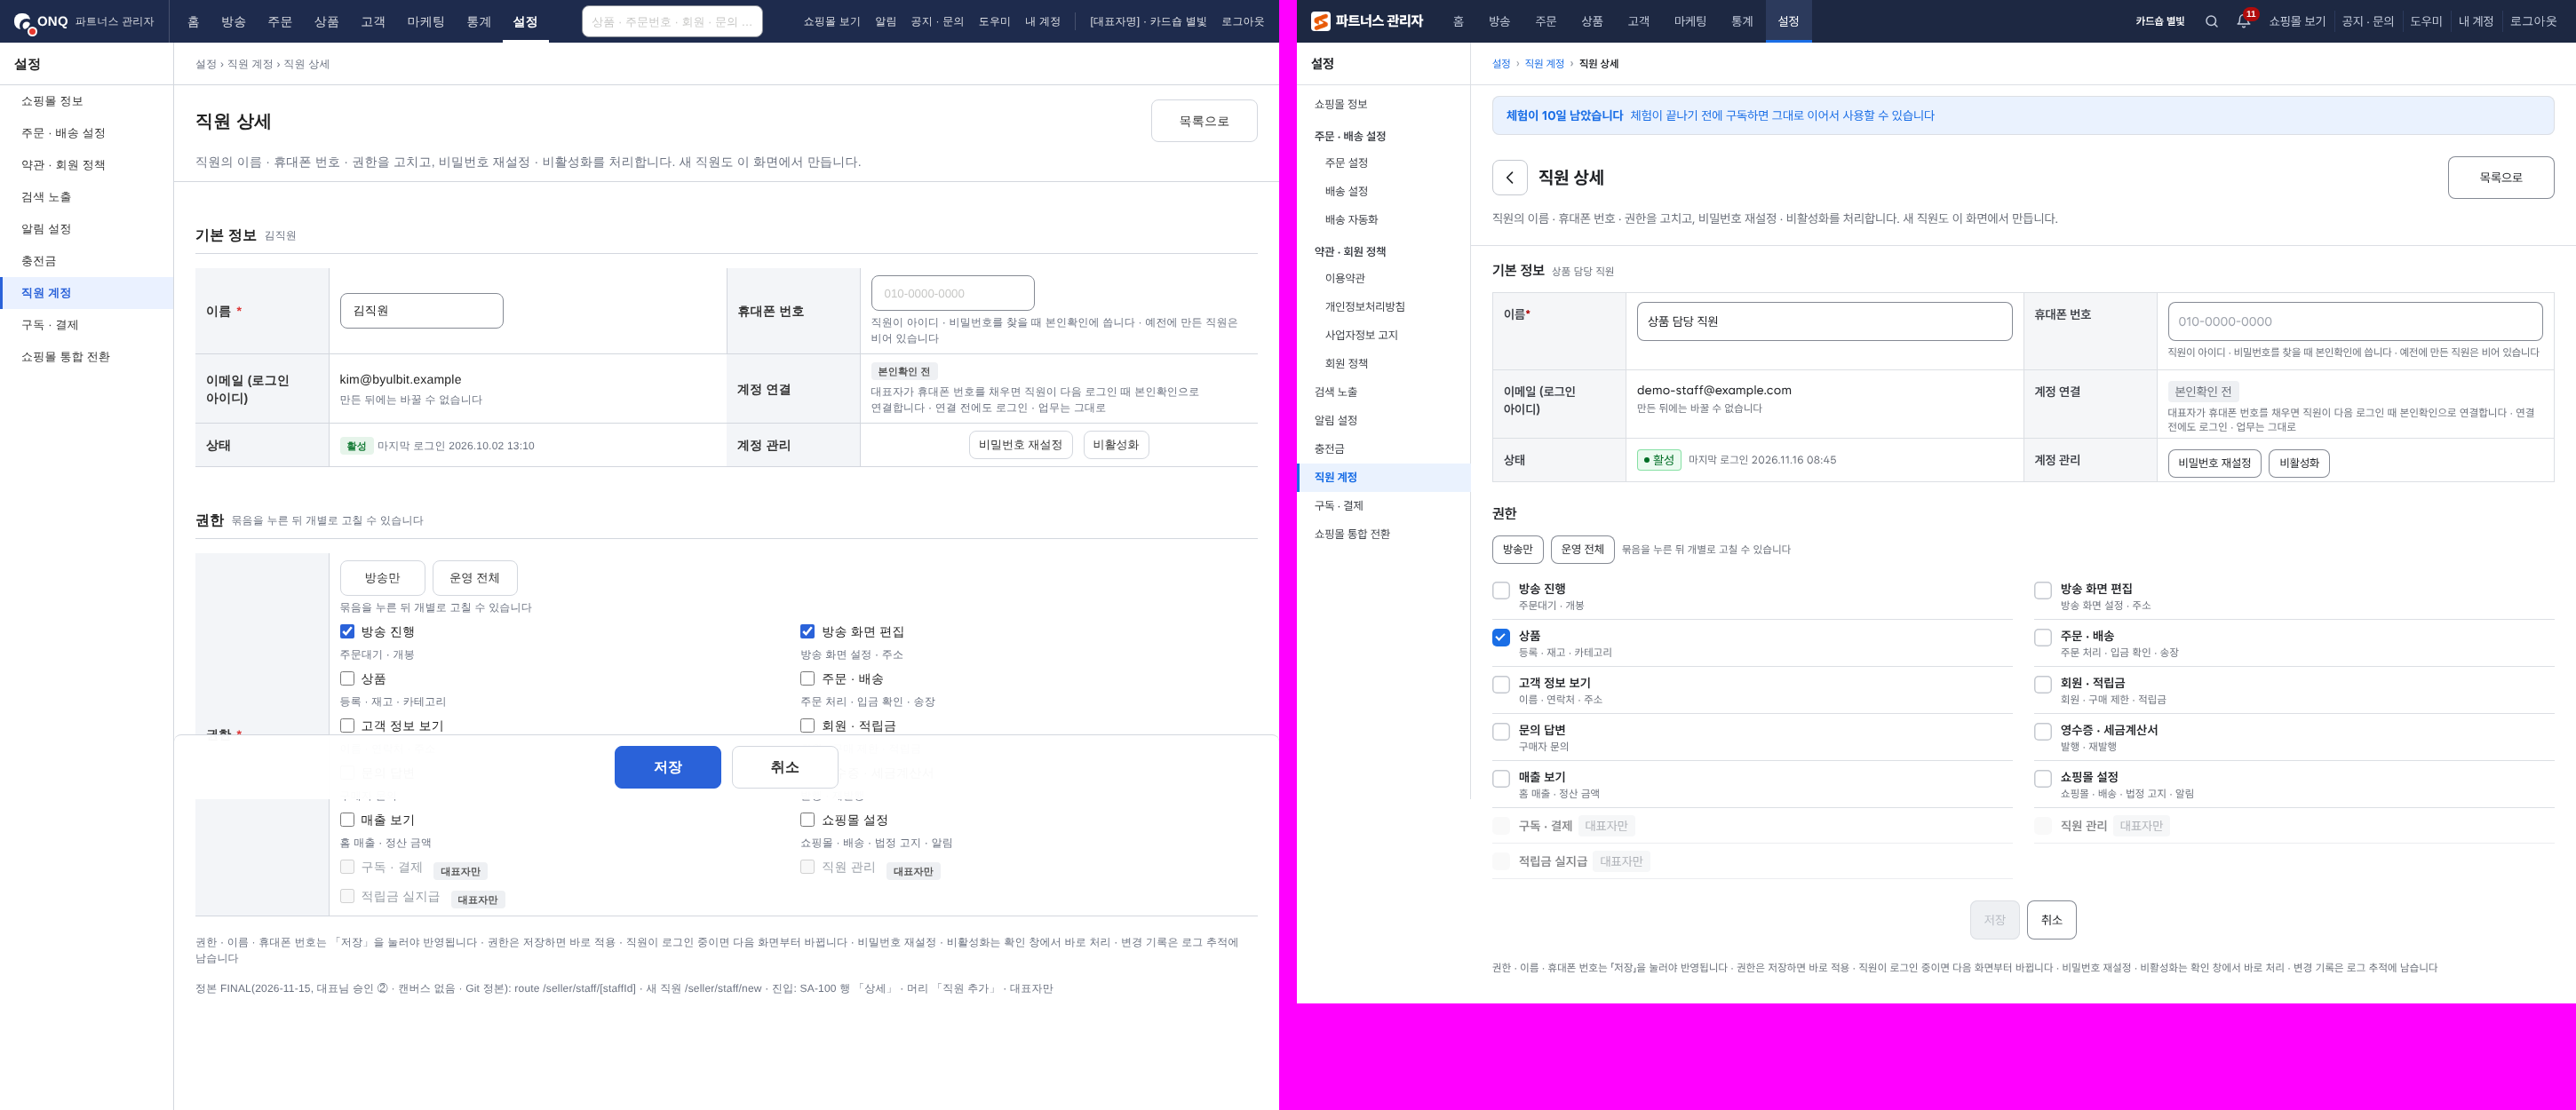 ONQ 파트너스 관리자 홈 방송 주문 상품 고객 마케팅 통계 설정 상품 · 주문번호 · 회원 · 문의 ... 쇼핑몰 보기 알림 공지 · 문의 도우미 내 계정 [대표자명] · 카드숍 별빛 로그아웃
설정
설정 › 직원 계정 › 직원 상세
쇼핑몰 정보
주문 · 배송 설정
약관 · 회원 정책
검색 노출
알림 설정
충전금
직원 계정
구독 · 결제
쇼핑몰 통합 전환
직원 상세
목록으로
직원의 이름 · 휴대폰 번호 · 권한을 고치고, 비밀번호 재설정 · 비활성화를 처리합니다. 새 직원도 이 화면에서 만듭니다.
기본 정보 김직원
이름 *
김직원
휴대폰 번호
010-0000-0000
직원이 아이디 · 비밀번호를 찾을 때 본인확인에 씁니다 · 예전에 만든 직원은
비어 있습니다
이메일 (로그인
아이디)
kim@byulbit.example
만든 뒤에는 바꿀 수 없습니다
계정 연결
본인확인 전
대표자가 휴대폰 번호를 채우면 직원이 다음 로그인 때 본인확인으로
연결합니다 · 연결 전에도 로그인 · 업무는 그대로
상태
활성 마지막 로그인 2026.10.02 13:10
계정 관리
비밀번호 재설정 비활성화
권한 묶음을 누른 뒤 개별로 고칠 수 있습니다
방송만 운영 전체
묶음을 누른 뒤 개별로 고칠 수 있습니다
방송 진행
주문대기 · 개봉
방송 화면 편집
방송 화면 설정 · 주소
상품
등록 · 재고 · 카테고리
주문 · 배송
주문 처리 · 입금 확인 · 송장
고객 정보 보기
회원 · 적립금
권한 *
저장 취소
매출 보기
홈 매출 · 정산 금액
쇼핑몰 설정
쇼핑몰 · 배송 · 법정 고지 · 알림
구독 · 결제 대표자만
직원 관리 대표자만
적립금 실지급 대표자만
권한 · 이름 · 휴대폰 번호는 「저장」을 눌러야 반영됩니다 · 권한은 저장하면 바로 적용 · 직원이 로그인 중이면 다음 화면부터 바뀝니다 · 비밀번호 재설정 · 비활성화는 확인 창에서 바로 처리 · 변경 기록은 로그 추적에
남습니다
정본 FINAL(2026-11-15, 대표님 승인 ② · 캔버스 없음 · Git 정본): route /seller/staff/[staffId] · 새 직원 /seller/staff/new · 진입: SA-100 행 「상세」 · 머리 「직원 추가」 · 대표자만
파트너스 관리자 홈 방송 주문 상품 고객 마케팅 통계 설정 카드숍 별빛 11 쇼핑몰 보기 공지 · 문의 도우미 내 계정 로그아웃
설정
설정 › 직원 계정 › 직원 상세
쇼핑몰 정보
주문 · 배송 설정
주문 설정
배송 설정
배송 자동화
약관 · 회원 정책
이용약관
개인정보처리방침
사업자정보 고지
회원 정책
검색 노출
알림 설정
충전금
직원 계정
구독 · 결제
쇼핑몰 통합 전환
체험이 10일 남았습니다 체험이 끝나기 전에 구독하면 그대로 이어서 사용할 수 있습니다
직원 상세
목록으로
직원의 이름 · 휴대폰 번호 · 권한을 고치고, 비밀번호 재설정 · 비활성화를 처리합니다. 새 직원도 이 화면에서 만듭니다.
기본 정보 상품 담당 직원
이름*
상품 담당 직원
휴대폰 번호
010-0000-0000
직원이 아이디 · 비밀번호를 찾을 때 본인확인에 씁니다 · 예전에 만든 직원은 비어 있습니다
이메일 (로그인
아이디)
demo-staff@example.com
만든 뒤에는 바꿀 수 없습니다
계정 연결
본인확인 전
대표자가 휴대폰 번호를 채우면 직원이 다음 로그인 때 본인확인으로 연결합니다 · 연결
전에도 로그인 · 업무는 그대로
상태
활성 마지막 로그인 2026.11.16 08:45
계정 관리
비밀번호 재설정 비활성화
권한
방송만 운영 전체 묶음을 누른 뒤 개별로 고칠 수 있습니다
방송 진행
주문대기 · 개봉
방송 화면 편집
방송 화면 설정 · 주소
상품
등록 · 재고 · 카테고리
주문 · 배송
주문 처리 · 입금 확인 · 송장
고객 정보 보기
이름 · 연락처 · 주소
회원 · 적립금
회원 · 구매 제한 · 적립금
문의 답변
구매자 문의
영수증 · 세금계산서
발행 · 재발행
매출 보기
홈 매출 · 정산 금액
쇼핑몰 설정
쇼핑몰 · 배송 · 법정 고지 · 알림
구독 · 결제 대표자만
직원 관리 대표자만
적립금 실지급 대표자만
저장 취소
권한 · 이름 · 휴대폰 번호는 「저장」을 눌러야 반영됩니다 · 권한은 저장하면 바로 적용 · 직원이 로그인 중이면 다음 화면부터 바뀝니다 · 비밀번호 재설정 · 비활성화는 확인 창에서 바로 처리 · 변경 기록은 로그 추적에 남습니다